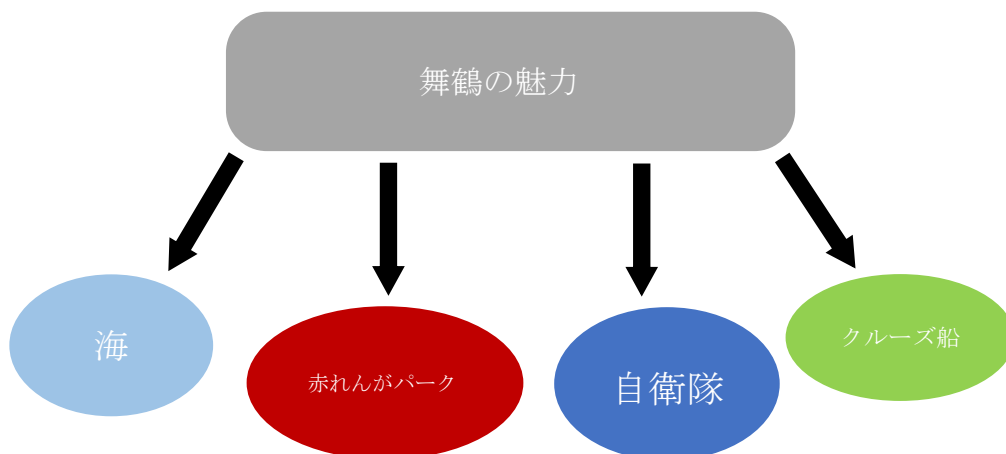 舞鶴の魅力
海
赤れんがパーク
自衛隊
クルーズ船